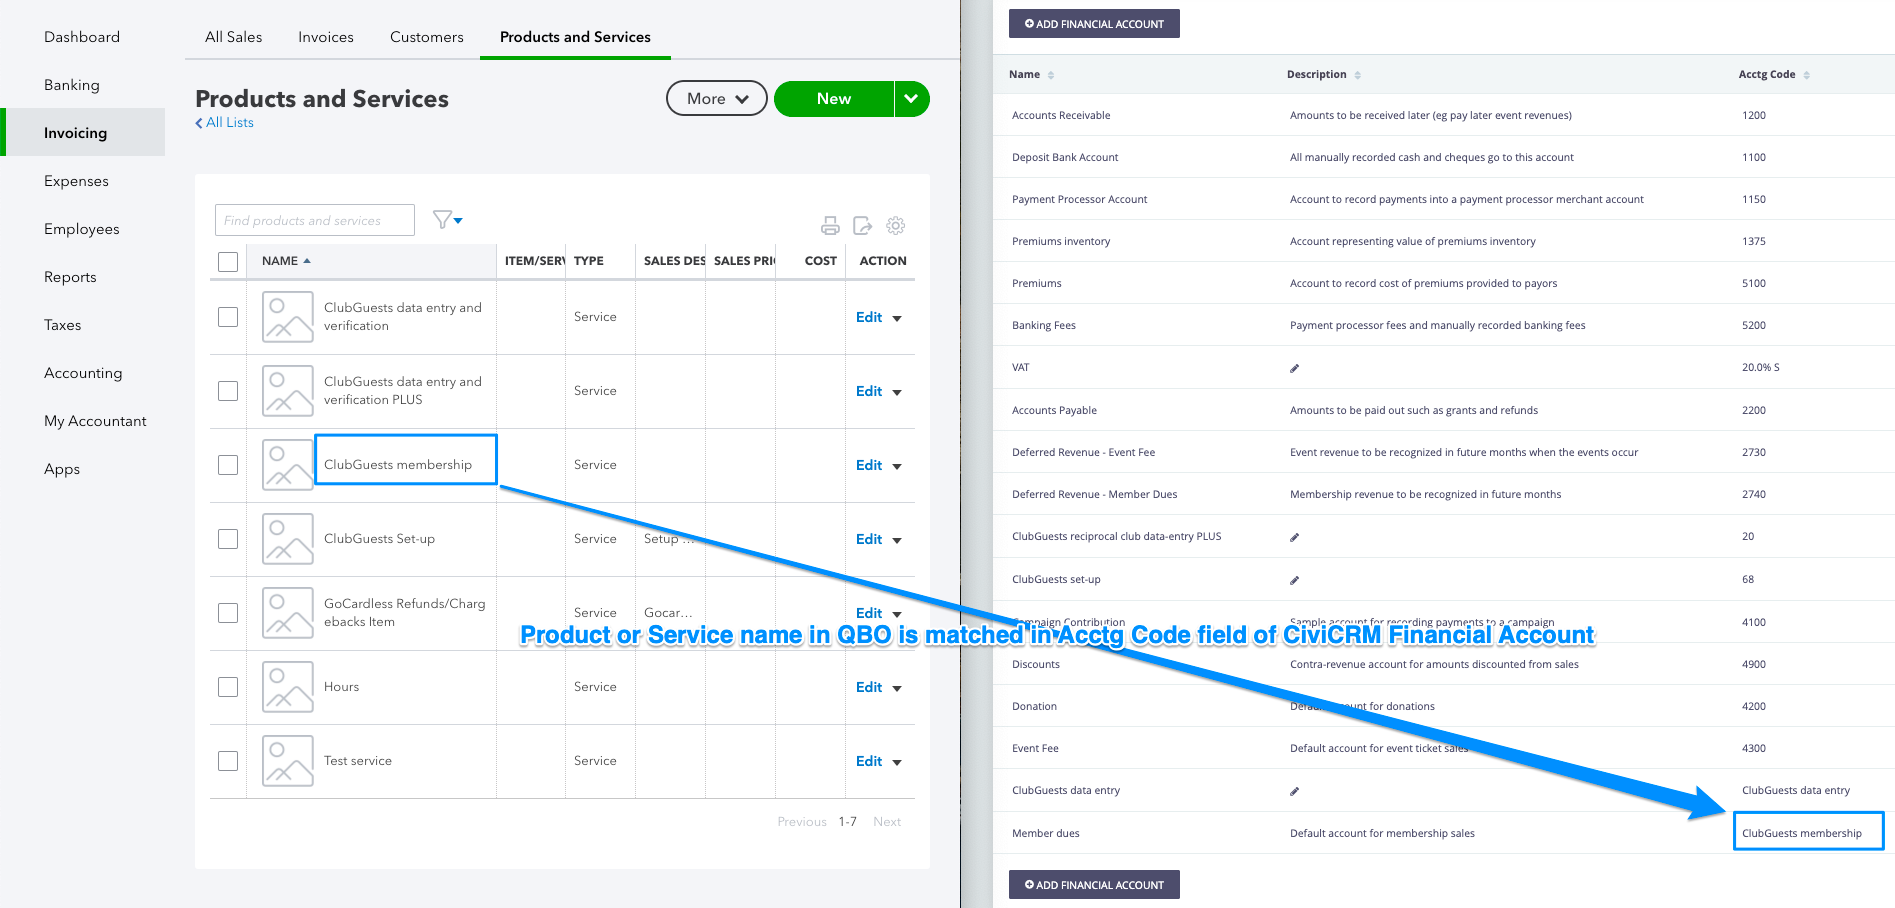 Dashboard
Banking
Invoicing
Expenses
Employees
Reports
Taxes
Accounting
My Accountant
Apps
All Sales Invoices Customers Products and Services
Products and Services
All Lists
More New
Find products and services
NAME ITEM/SERV TYPE SALES DES SALES PRI COST ACTION
ClubGuests data entry and
verification
Service Edit
ClubGuests data entry and
verification PLUS
Service Edit
ClubGuests membership Service Edit
ClubGuests Set-up Service Setup ... Edit
GoCardless Refunds/Charg
ebacks Item
Service Gocar... Edit
Hours Service Edit
Test service Service Edit
Previous 1-7 Next
Product or Service name in QBO is matched in Acctg Code field of CiviCRM Financial Account
ADD FINANCIAL ACCOUNT
Name Description Acctg Code
Accounts Receivable Amounts to be received later (eg pay later event revenues) 1200
Deposit Bank Account All manually recorded cash and cheques go to this account 1100
Payment Processor Account Account to record payments into a payment processor merchant account 1150
Premiums inventory Account representing value of premiums inventory 1375
Premiums Account to record cost of premiums provided to payors 5100
Banking Fees Payment processor fees and manually recorded banking fees 5200
VAT 20.0% S
Accounts Payable Amounts to be paid out such as grants and refunds 2200
Deferred Revenue - Event Fee Event revenue to be recognized in future months when the events occur 2730
Deferred Revenue - Member Dues Membership revenue to be recognized in future months 2740
ClubGuests reciprocal club data-entry PLUS 20
ClubGuests set-up 68
Campaign Contribution Sample account for recording payments to a campaign 4100
Discounts Contra-revenue account for amounts discounted from sales 4900
Donation Default account for donations 4200
Event Fee Default account for event ticket sales 4300
ClubGuests data entry ClubGuests data entry
Member dues Default account for membership sales ClubGuests membership
ADD FINANCIAL ACCOUNT